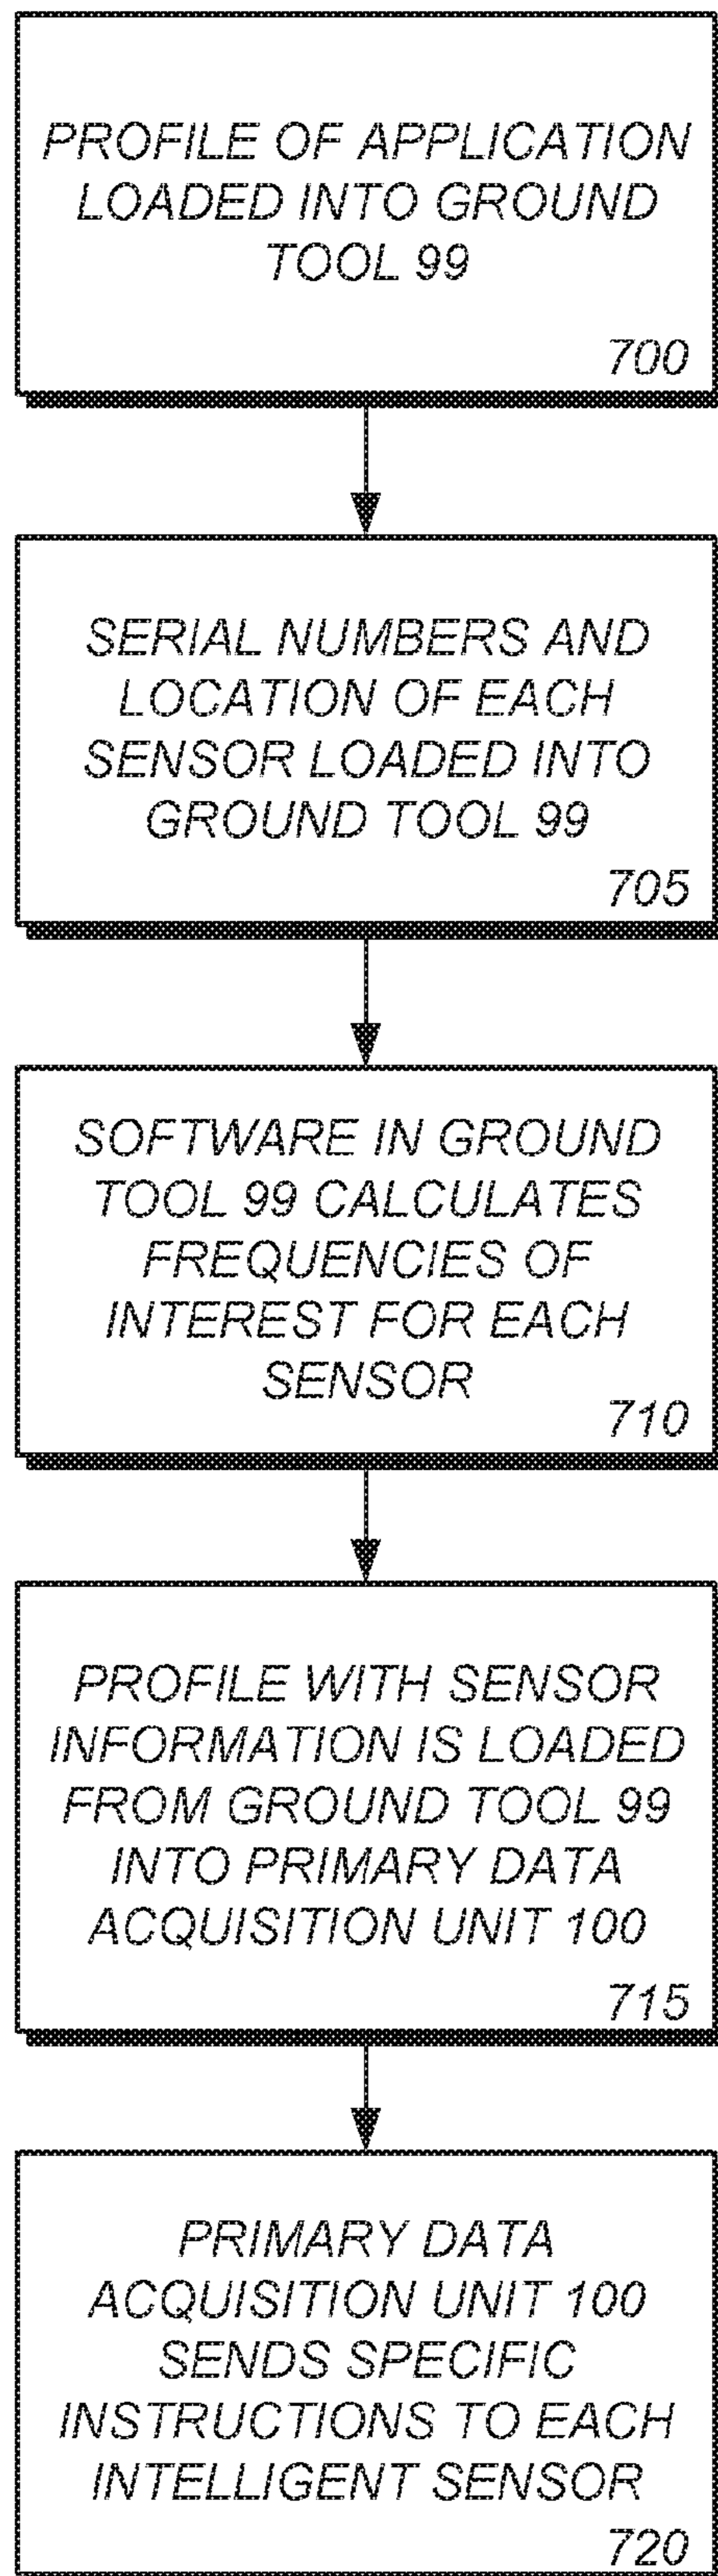 PROFILE OF APPLICATION
LOADED INTO GROUND
TOOL 99
700
SERIAL NUMBERS AND
LOCATION OF EACH
SENSOR LOADED INTO
GROUND TOOL 99
705
SOFTWARE IN GROUND
TOOL 99 CALCULATES
FREQUENCIES OF
INTEREST FOR EACH
SENSOR
710
PROFILE WITH SENSOR
INFORMATION IS LOADED
FROM GROUND TOOL 99
INTO PRIMARY DATA
ACQUISITION UNIT 100
715
PRIMARY DATA
ACQUISITION UNIT 100
SENDS SPECIFIC
INSTRUCTIONS TO EACH
INTELLIGENT SENSOR
720